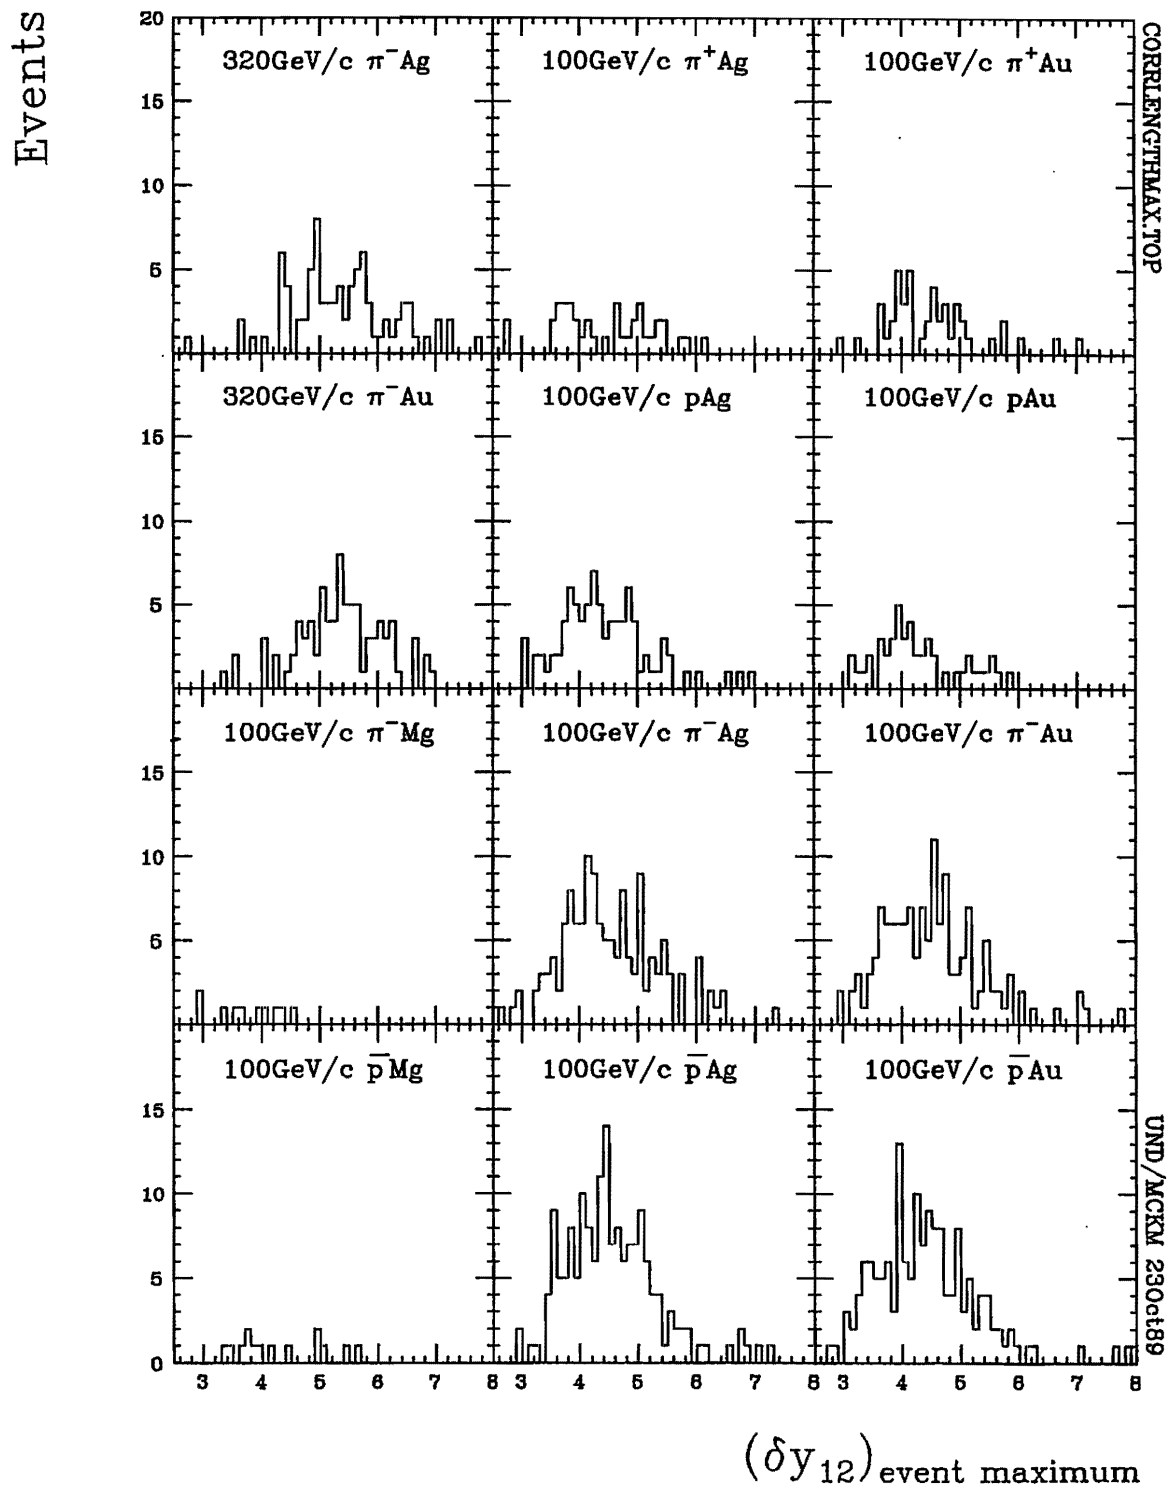 Events
20
15
10
5
320GeV/c π⁻Ag
100GeV/c π⁺Ag
100GeV/c π⁺Au
CORRLENGTHMAX.TOP
15
10
5
320GeV/c π⁻Au
100GeV/c pAg
100GeV/c pAu
15
10
5
100GeV/c π⁻Mg
100GeV/c π⁻Ag
100GeV/c π⁻Au
15
10
5
0
100GeV/c p̅Mg
100GeV/c p̅Ag
100GeV/c p̅Au
UND/MCKM 23Oct89
3 4 5 6 7 8 3 4 5 6 7 8 3 4 5 6 7 8
(δy₁₂)event maximum